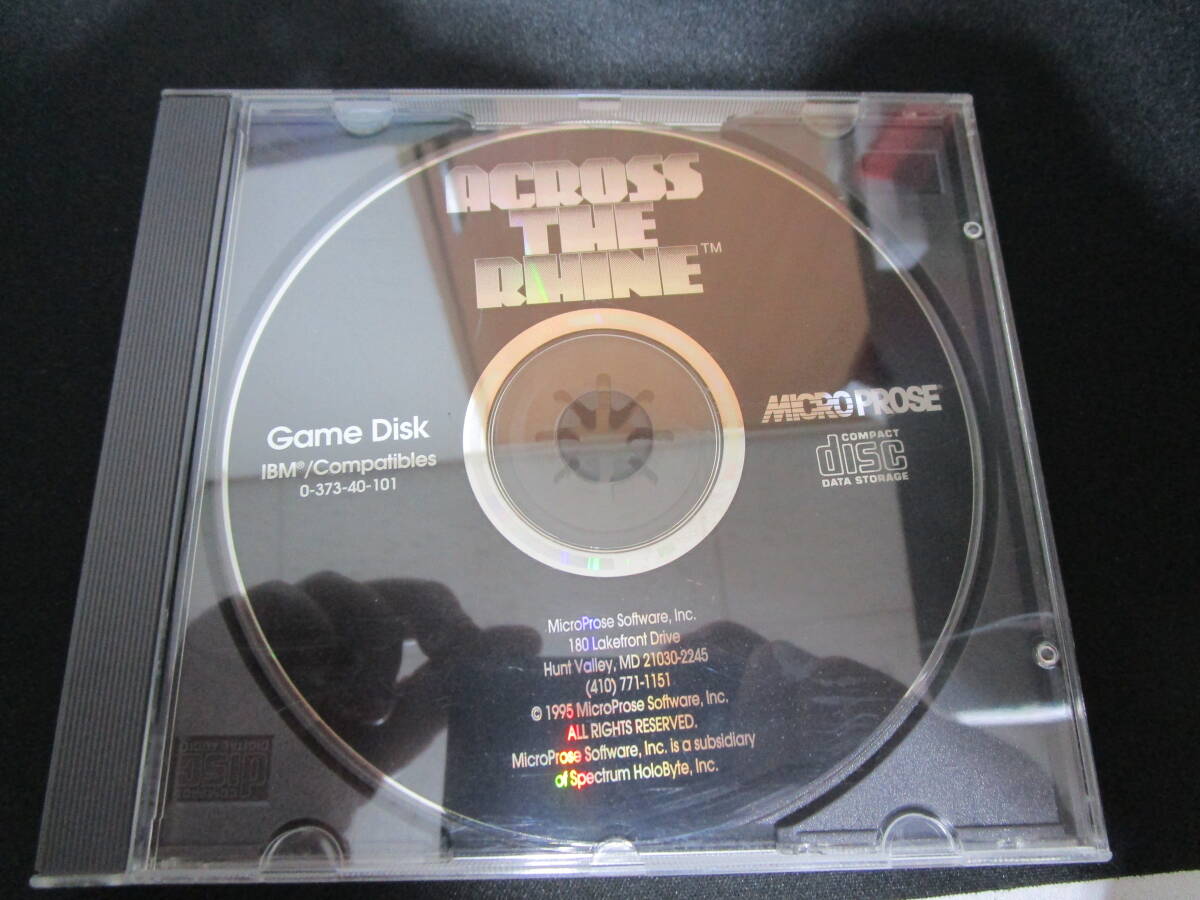 ACROSS
THE
RHINE™
Game Disk
IBM®/Compatibles
0-373-40-101
MICROPROSE®
COMPACT
disc
DATA STORAGE
MicroProse Software, Inc.
180 Lakefront Drive
Hunt Valley, MD 21030-2245
(410) 771-1151
© 1995 MicroProse Software, Inc.
ALL RIGHTS RESERVED.
MicroProse Software, Inc. is a subsidiary
of Spectrum HoloByte, Inc.